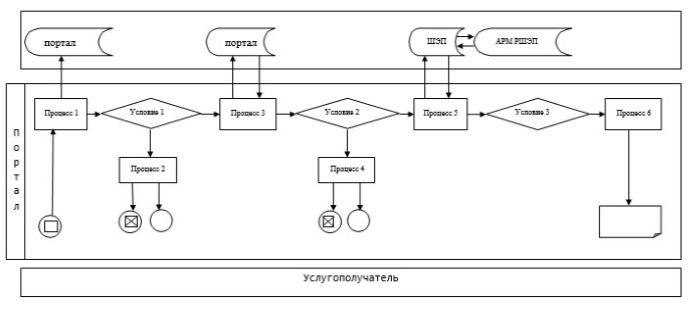 портал
портал
ШЭП
АРМ РШЭП
Портал
Процесс 1
Условие 1
Процесс 3
Условие 2
Процесс 5
Условие 3
Процесс 6
Процесс 2
Процесс 4
Услугополучатель